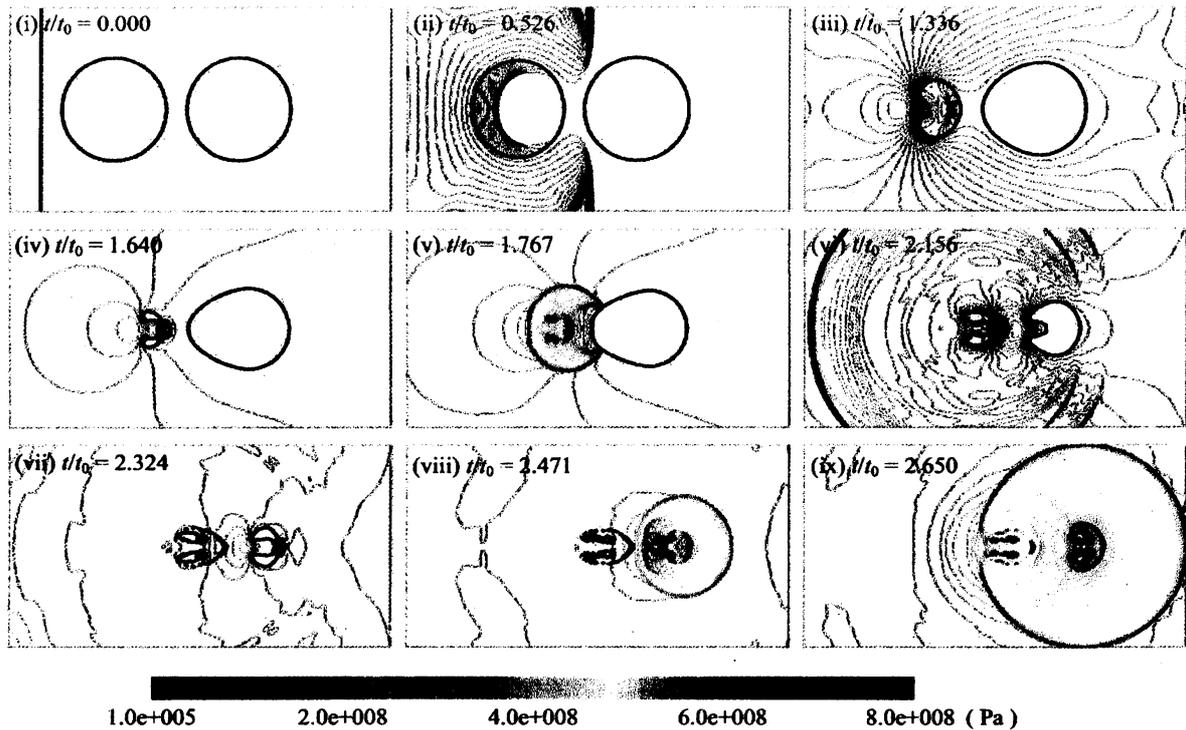 (i) t/t₀ = 0.000
(ii) t/t₀ = 0.526
(iii) t/t₀ = 1.336
(iv) t/t₀ = 1.640
(v) t/t₀ = 1.767
(vi) t/t₀ = 2.156
(vii) t/t₀ = 2.324
(viii) t/t₀ = 2.471
(ix) t/t₀ = 2.650
1.0e+005 2.0e+008 4.0e+008 6.0e+008 8.0e+008 ( Pa )